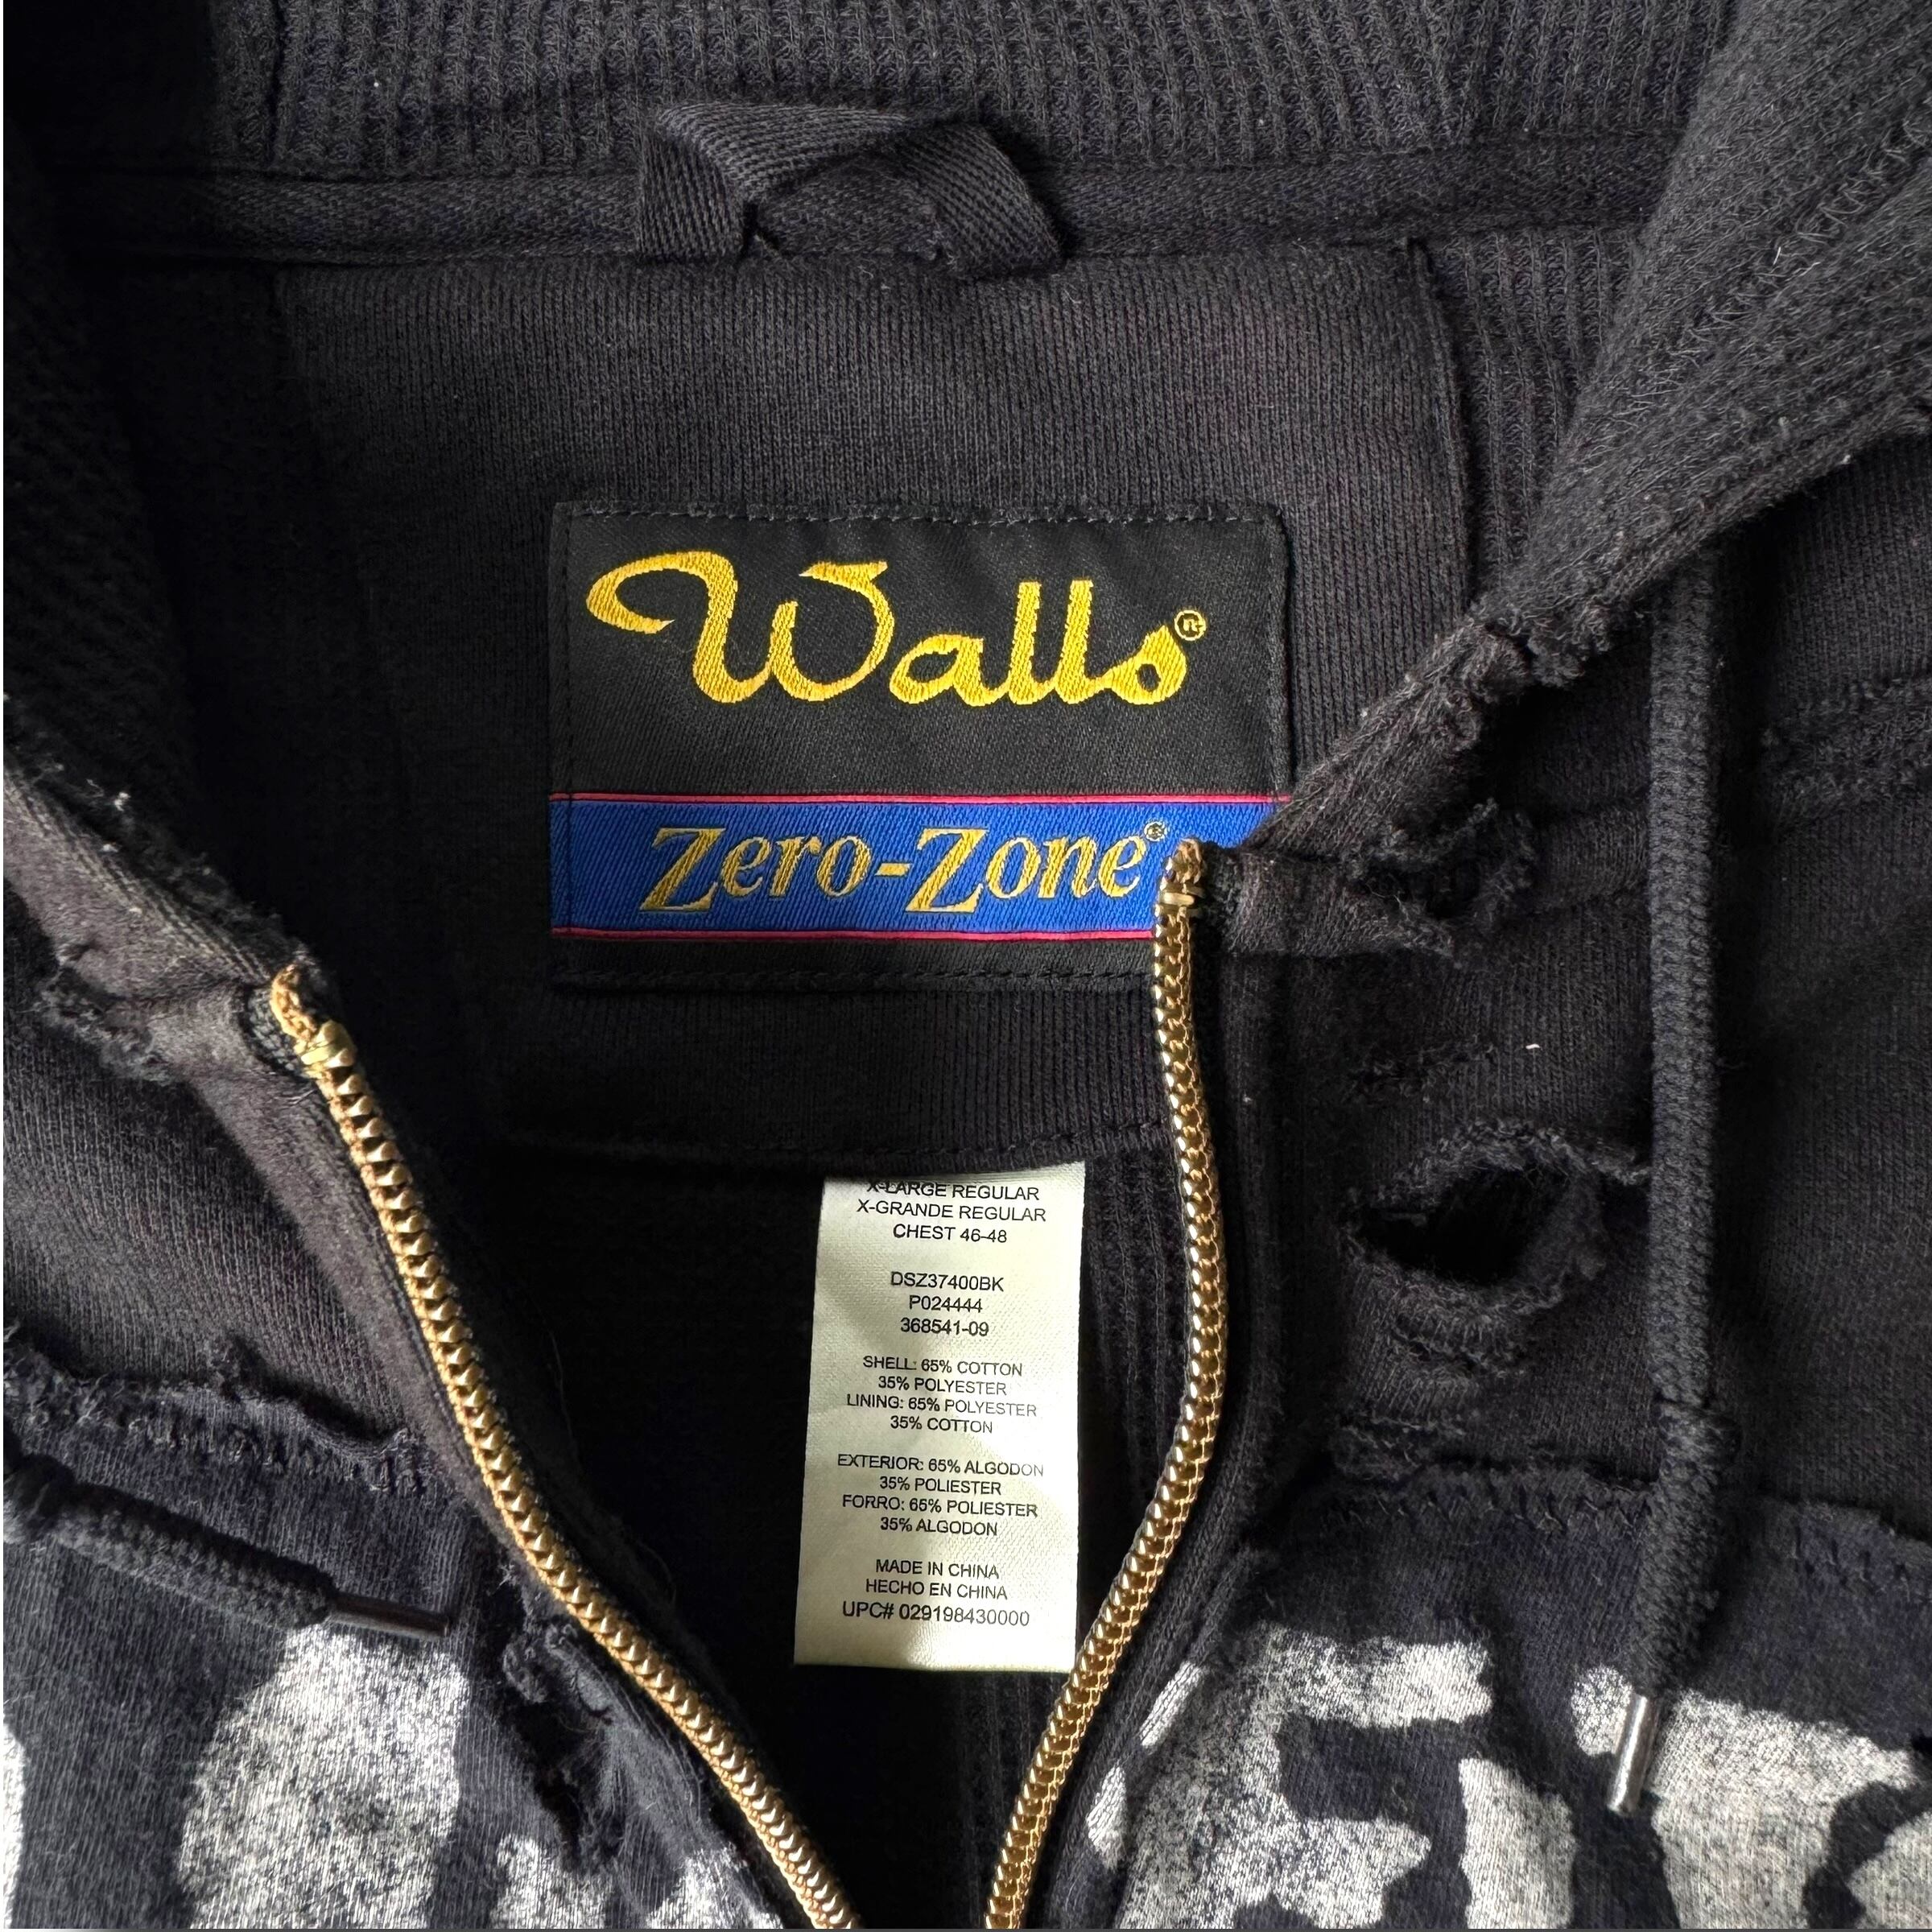 Walls®
Zero-Zone®
X-LARGE REGULAR
X-GRANDE REGULAR
CHEST 46-48
DSZ37400BK
P024444
368541-09
SHELL: 65% COTTON
35% POLYESTER
LINING: 65% POLYESTER
35% COTTON
EXTERIOR: 65% ALGODON
35% POLIESTER
FORRO: 65% POLIESTER
35% ALGODON
MADE IN CHINA
HECHO EN CHINA
UPC# 029198430000